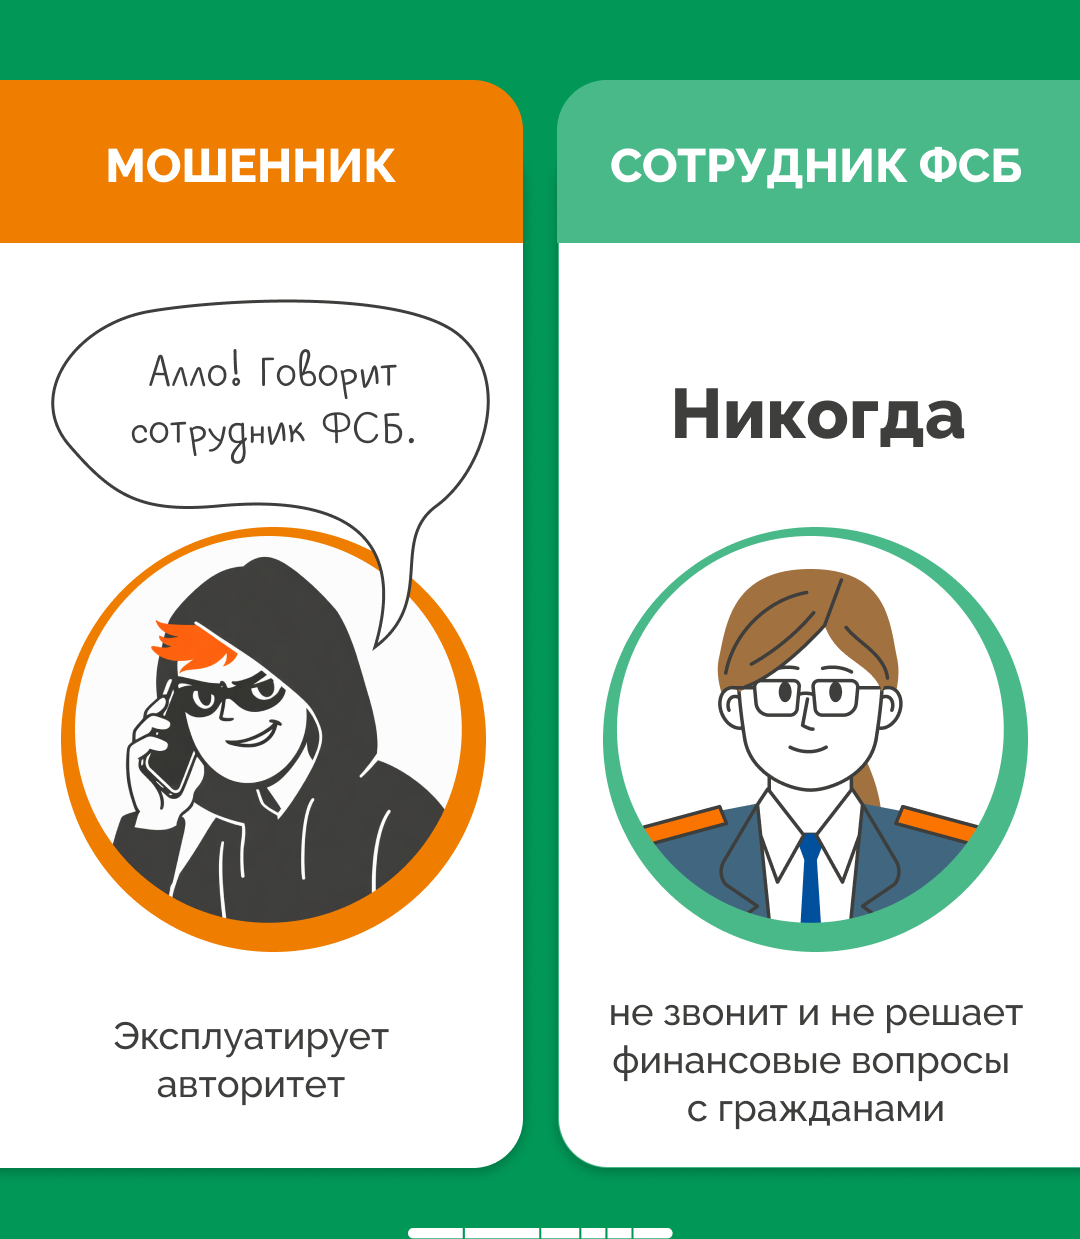 МОШЕННИК
Алло! Говорит
сотрудник ФСБ.
Эксплуатирует
авторитет
СОТРУДНИК ФСБ
Никогда
не звонит и не решает
финансовые вопросы
с гражданами